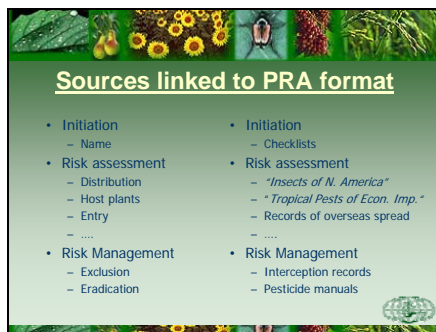 Sources linked to PRA format
• Initiation
– Name
• Risk assessment
– Distribution
– Host plants
– Entry
– ....
• Risk Management
– Exclusion
– Eradication
• Initiation
– Checklists
• Risk assessment
– "Insects of N. America"
– "Tropical Pests of Econ. Imp."
– Records of overseas spread
– ....
• Risk Management
– Interception records
– Pesticide manuals